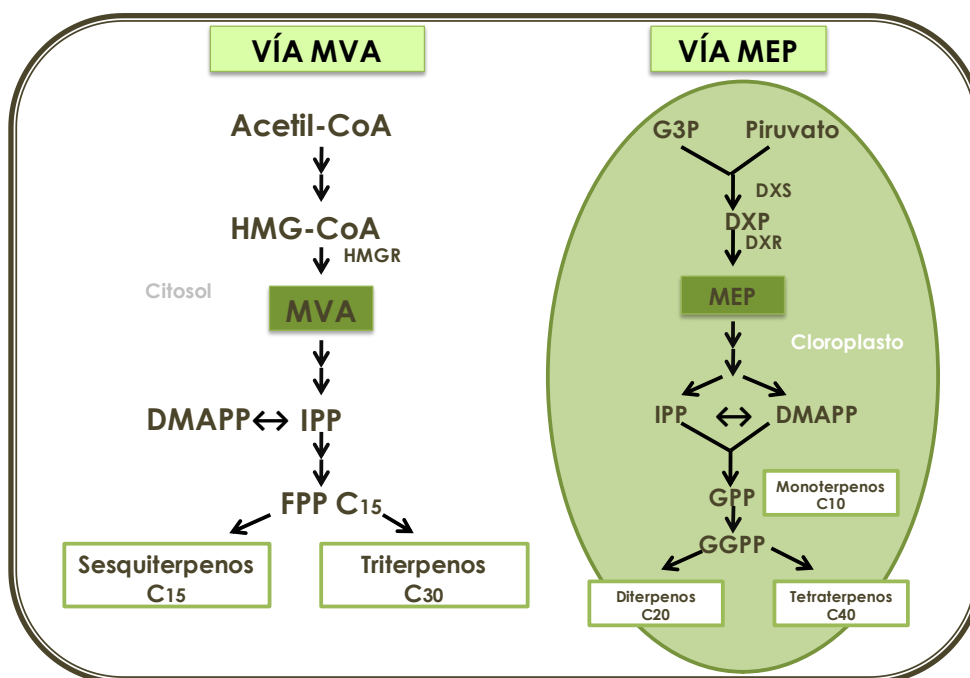 VÍA MVA
Acetil-CoA
HMG-CoA
HMGR
Citosol
MVA
DMAPP
IPP
FPP C15
Sesquiterpenos
C15
Triterpenos
C30
VÍA MEP
G3P
Piruvato
DXS
DXP
DXR
MEP
Cloroplasto
IPP
DMAPP
GPP
Monoterpenos
C10
GGPP
Diterpenos
C20
Tetraterpenos
C40